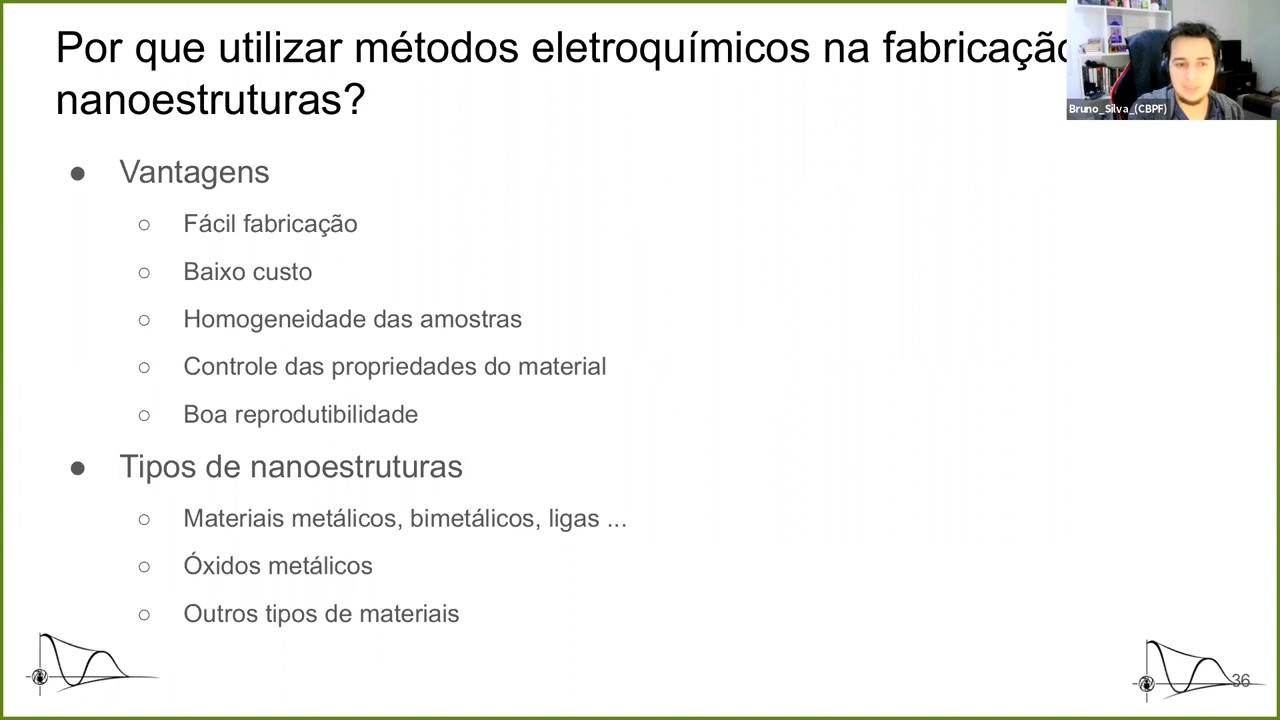 Por que utilizar métodos eletroquímicos na fabricação
nanoestruturas?
Bruno_Silva_(CBPF)
● Vantagens
○ Fácil fabricação
○ Baixo custo
○ Homogeneidade das amostras
○ Controle das propriedades do material
○ Boa reprodutibilidade
● Tipos de nanoestruturas
○ Materiais metálicos, bimetálicos, ligas ...
○ Óxidos metálicos
○ Outros tipos de materiais
36